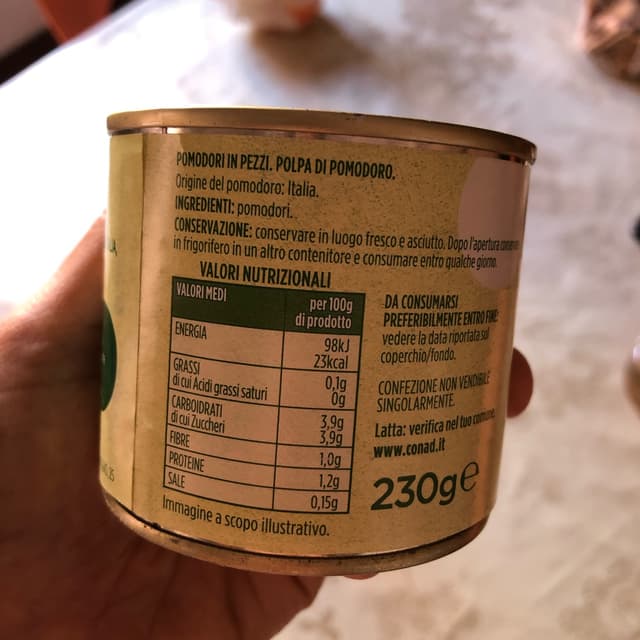 POMODORI IN PEZZI. POLPA DI POMODORO.
Origine del pomodoro: Italia.
INGREDIENTI: pomodori.
CONSERVAZIONE: conservare in luogo fresco e asciutto. Dopo l'apertura
in frigorifero in un altro contenitore e consumare entro qualche giorno.
VALORI NUTRIZIONALI
VALORI MEDI per 100g
di prodotto
ENERGIA 98kJ
23kcal
GRASSI 0,1g
di cui Acidi grassi saturi 0g
CARBOIDRATI 3,9g
di cui Zuccheri 3,9g
FIBRE 1,0g
PROTEINE 1,2g
SALE 0,15g
Immagine a scopo illustrativo.
DA CONSUMARSI
PREFERIBILMENTE ENTRO FINE:
vedere la data riportata sul
coperchio/fondo.
CONFEZIONE NON VENDIBILE
SINGOLARMENTE.
Latta: verifica nel tuo comune.
www.conad.it
230g e